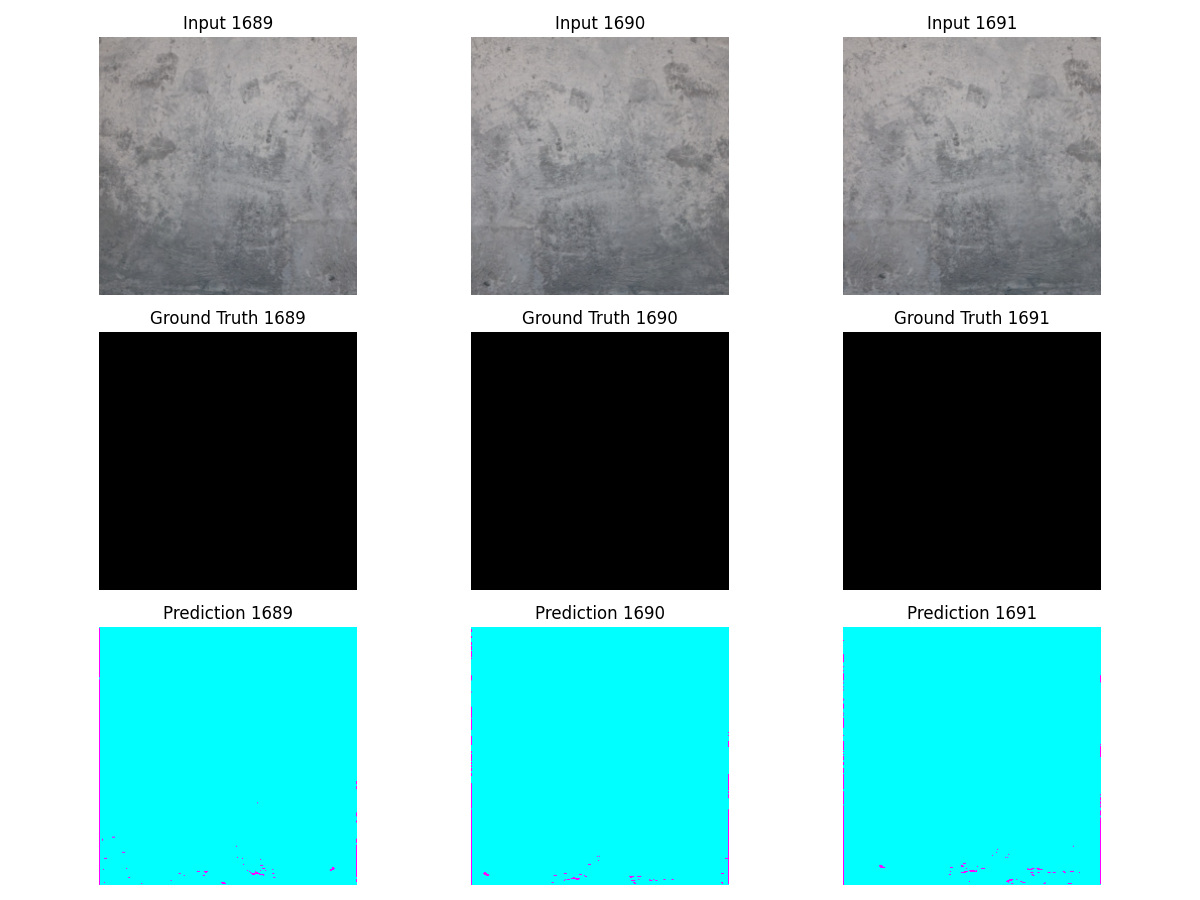 Input 1689
Input 1690
Input 1691
Ground Truth 1689
Ground Truth 1690
Ground Truth 1691
Prediction 1689
Prediction 1690
Prediction 1691